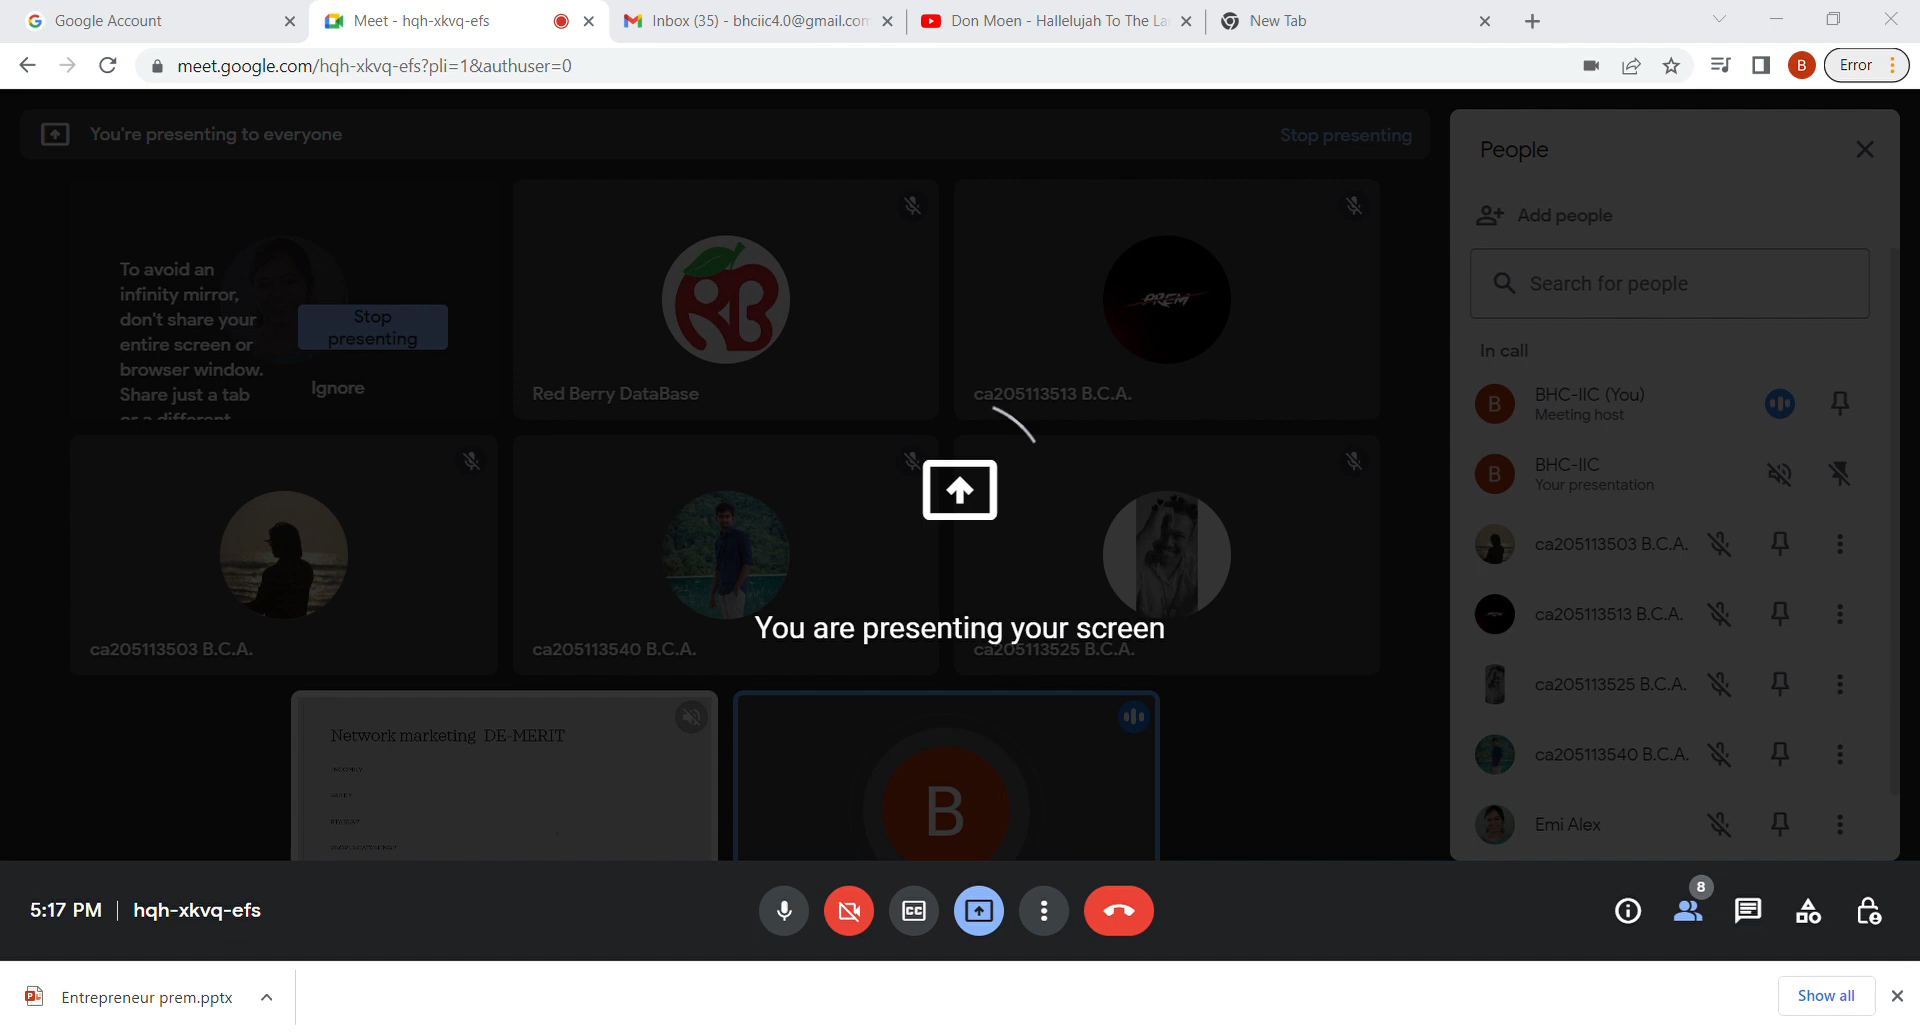 Google Account
Meet - hqh-xkvq-efs
Inbox (35) - bhciic4.0@gmail.com
Don Moen - Hallelujah To The La
New Tab
meet.google.com/hqh-xkvq-efs?pli=1&authuser=0
B
Error
You're presenting to everyone
Stop presenting
People
Add people
Search for people
In call
To avoid an
infinity mirror,
don't share your
entire screen or
browser window.
Share just a tab
or a different
Stop
presenting
Ignore
RB
Red Berry DataBase
PREM
ca205113513 B.C.A.
ca205113503 B.C.A.
ca205113540 B.C.A.
ca205113525 B.C.A.
You are presenting your screen
Network marketing DE-MERIT
B
B
BHC-IIC (You)
Meeting host
B
BHC-IIC
Your presentation
ca205113503 B.C.A.
ca205113513 B.C.A.
ca205113525 B.C.A.
ca205113540 B.C.A.
Emi Alex
5:17 PM | hqh-xkvq-efs
CC
8
Entrepreneur prem.pptx
Show all